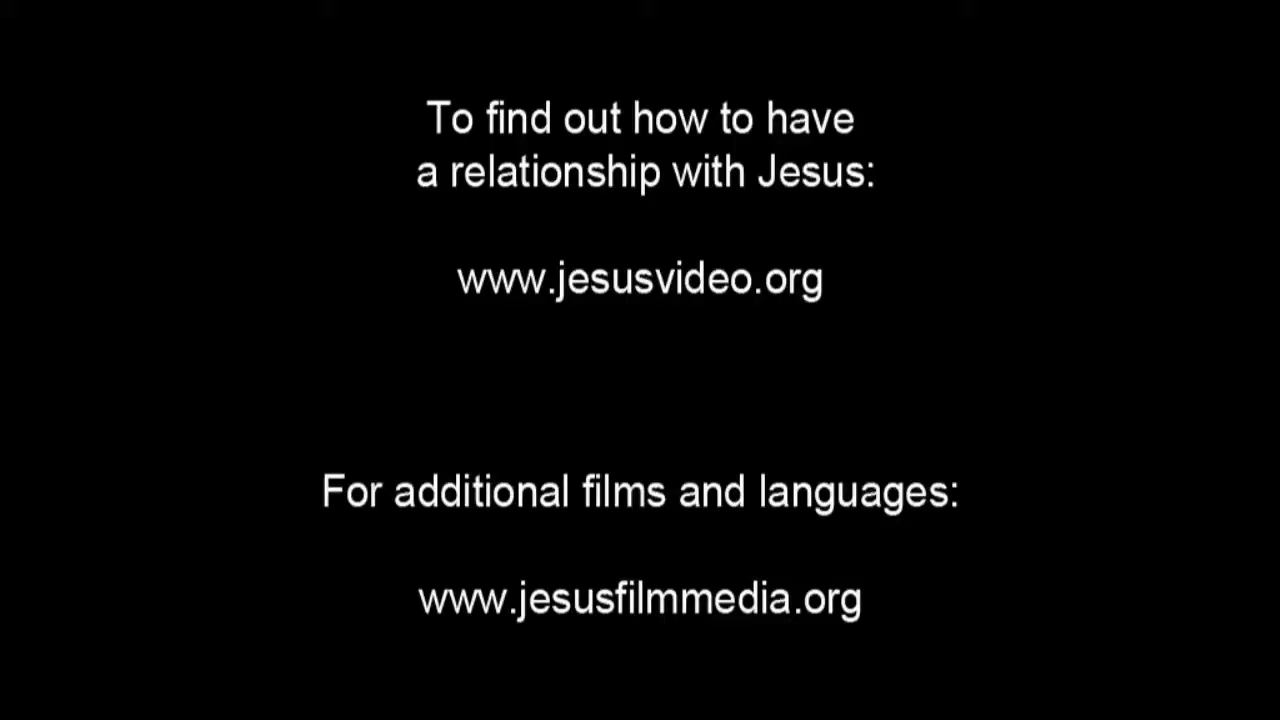 To find out how to have
a relationship with Jesus:
www.jesusvideo.org
For additional films and languages:
www.jesusfilmmedia.org